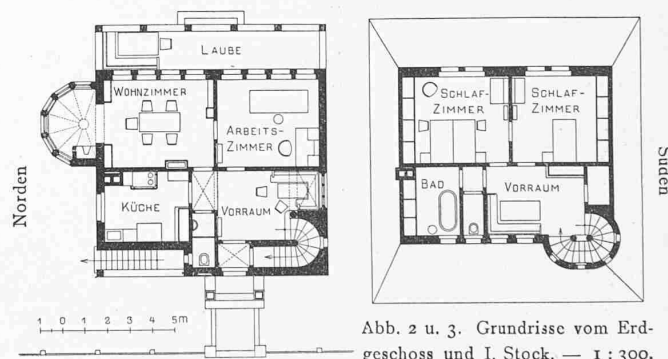 LAUBE
WOHNZIMMER
ARBEITS-
ZIMMER
KÜCHE
VORRAUM
Norden
1 0 1 2 3 4 5m
SCHLAF-
ZIMMER
SCHLAF-
ZIMMER
BAD
VORRAUM
Süden
Abb. 2 u. 3. Grundrisse vom Erd-
geschoss und I. Stock. — 1 : 300.